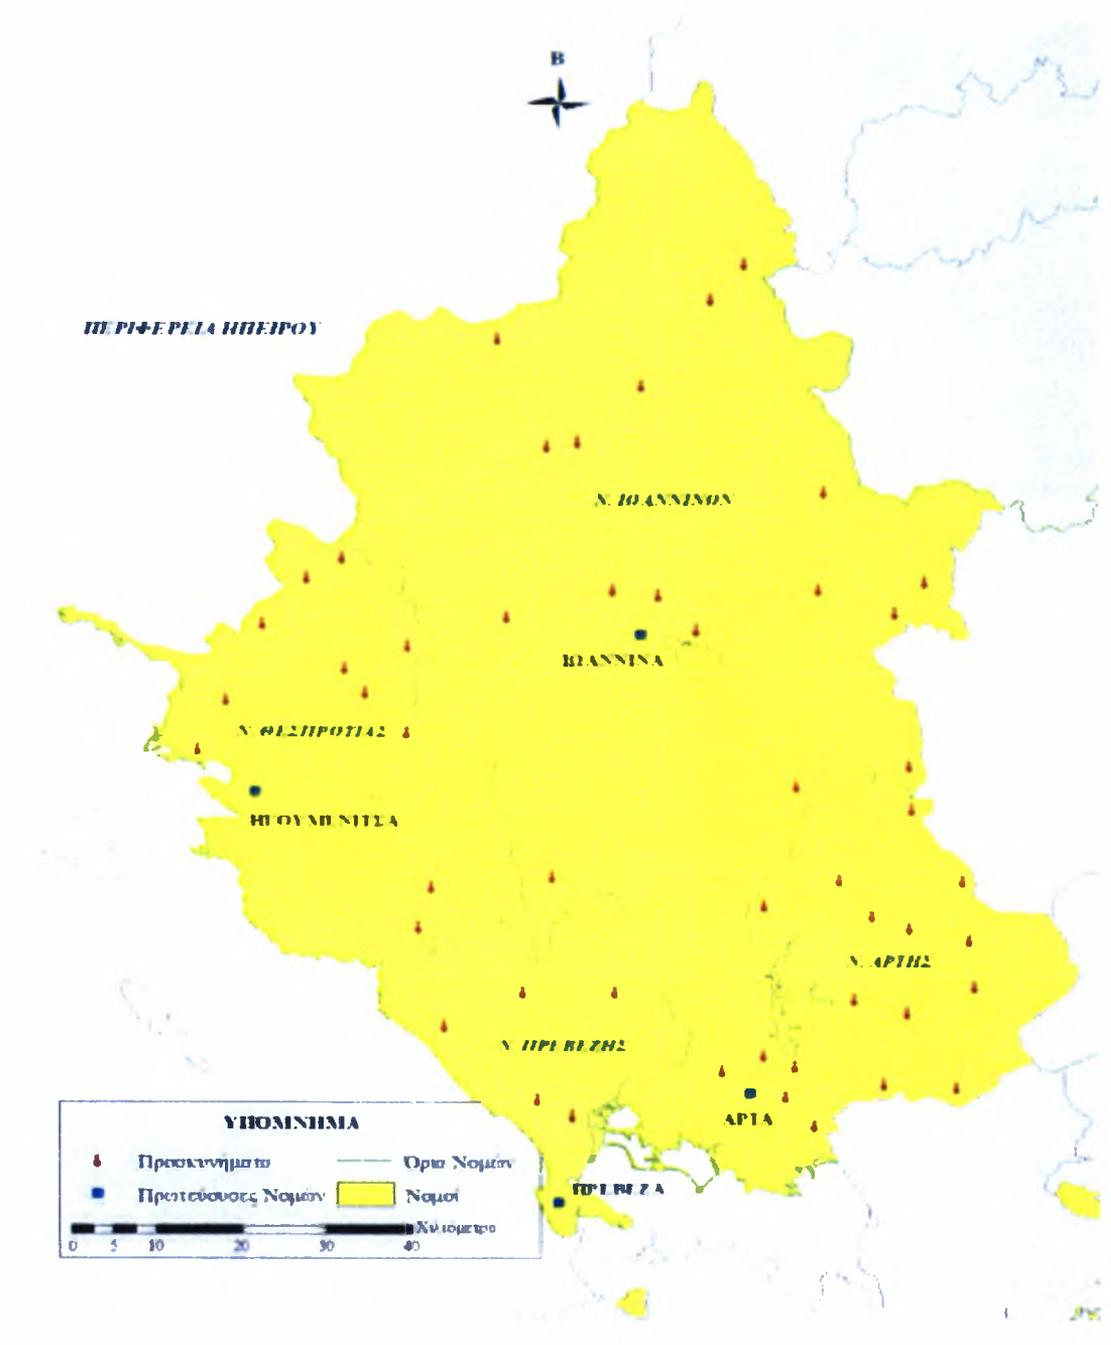 Β
ΠΕΡΙΦΕΡΕΙΑ ΗΠΕΙΡΟΥ
Ν. ΙΩΑΝΝΙΝΩΝ
ΙΩΑΝΝΙΝΑ
Ν. ΘΕΣΠΡΩΤΙΑΣ
ΗΓΟΥΜΕΝΙΤΣΑ
Ν. ΑΡΤΗΣ
Ν. ΠΡΕΒΕΖΗΣ
ΑΡΤΑ
ΠΡΕΒΕΖΑ
ΥΠΟΜΝΗΜΑ
Προσκυνήματα
Όρια Νομών
Πρωτεύουσες Νομών
Νομοί
Χιλιόμετρα
0 5 10 20 30 40